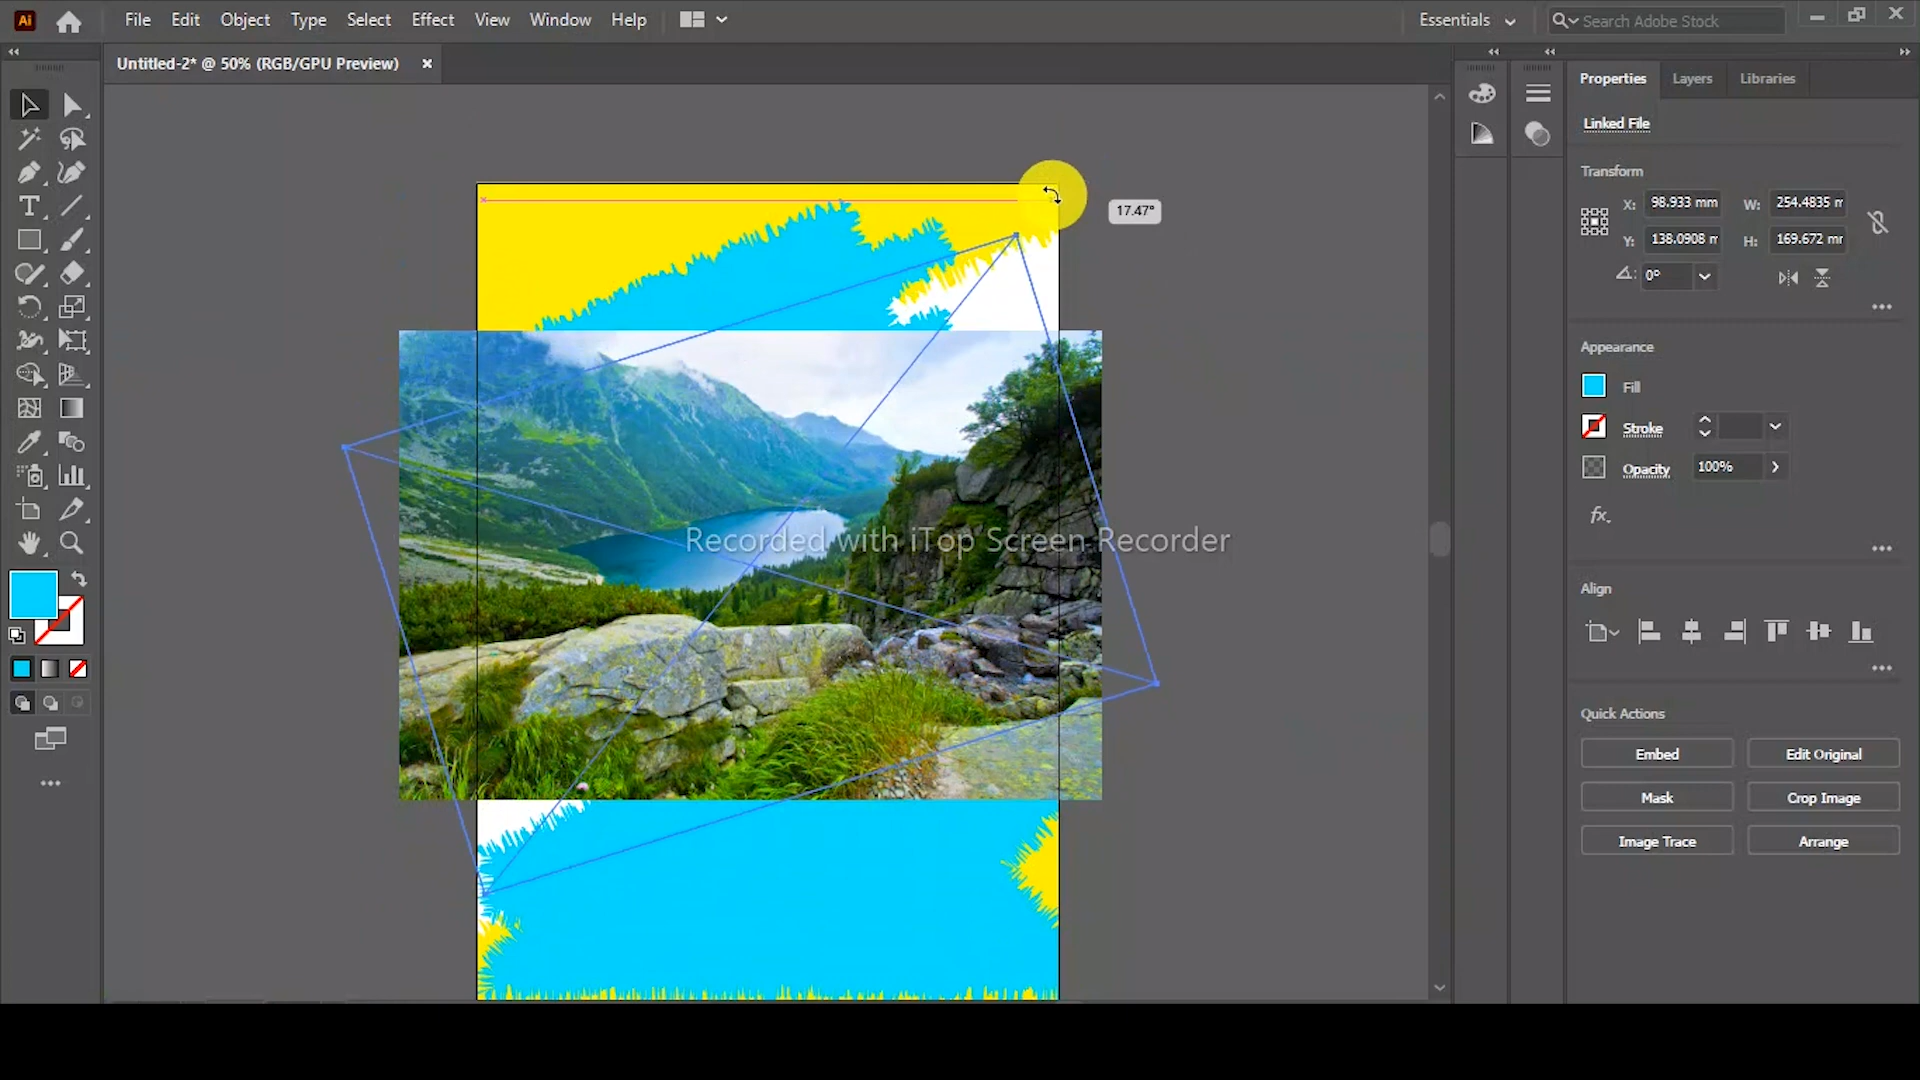 Ai File Edit Object Type Select Effect View Window Help Essentials Search Adobe Stock
Untitled-2* @ 50% (RGB/GPU Preview) ×
Properties Layers Libraries
Linked File
Transform
X: 98.933 mm W: 254.4835 m
Y: 138.0908 m H: 169.672 mm
0°
17.47°
Appearance
Fill
Stroke
Opacity 100%
fx.
Recorded with iTop Screen Recorder
Align
Quick Actions
Embed Edit Original
Mask Crop Image
Image Trace Arrange